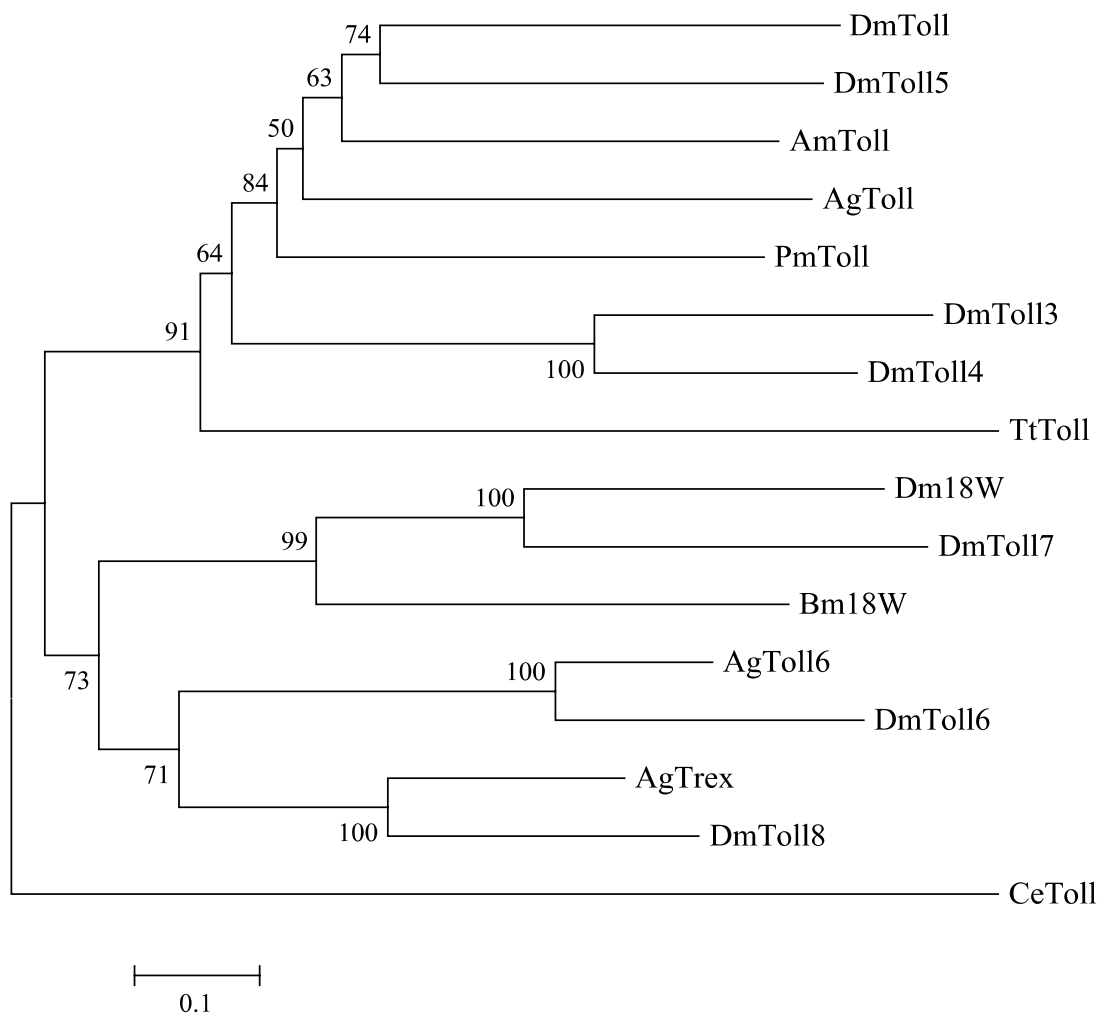 DmToll
74
DmToll5
63
AmToll
50
AgToll
84
PmToll
64
DmToll3
91
100
DmToll4
TtToll
Dm18W
100
DmToll7
99
Bm18W
AgToll6
100
73
DmToll6
71
AgTrex
100
DmToll8
CeToll
0.1